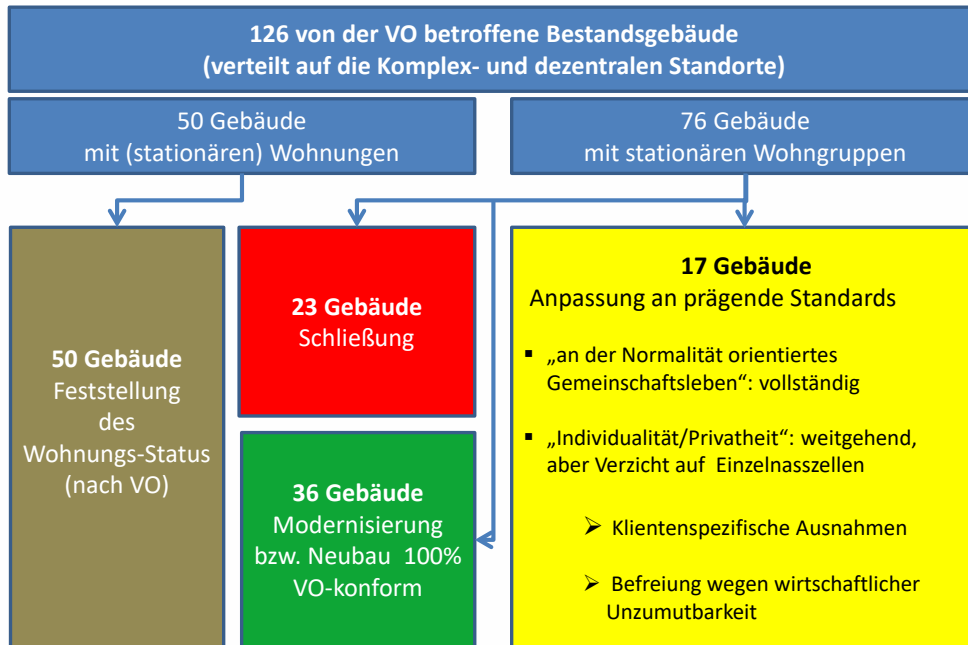 126 von der VO betroffene Bestandsgebäude
(verteilt auf die Komplex- und dezentralen Standorte)
50 Gebäude
mit (stationären) Wohnungen
76 Gebäude
mit stationären Wohngruppen
50 Gebäude
Feststellung
des
Wohnungs-Status
(nach VO)
23 Gebäude
Schließung
36 Gebäude
Modernisierung
bzw. Neubau 100%
VO-konform
17 Gebäude
Anpassung an prägende Standards
▪ „an der Normalität orientiertes
Gemeinschaftsleben“: vollständig
▪ „Individualität/Privatheit“: weitgehend,
aber Verzicht auf Einzelnasszellen
➢ Klientenspezifische Ausnahmen
➢ Befreiung wegen wirtschaftlicher
Unzumutbarkeit